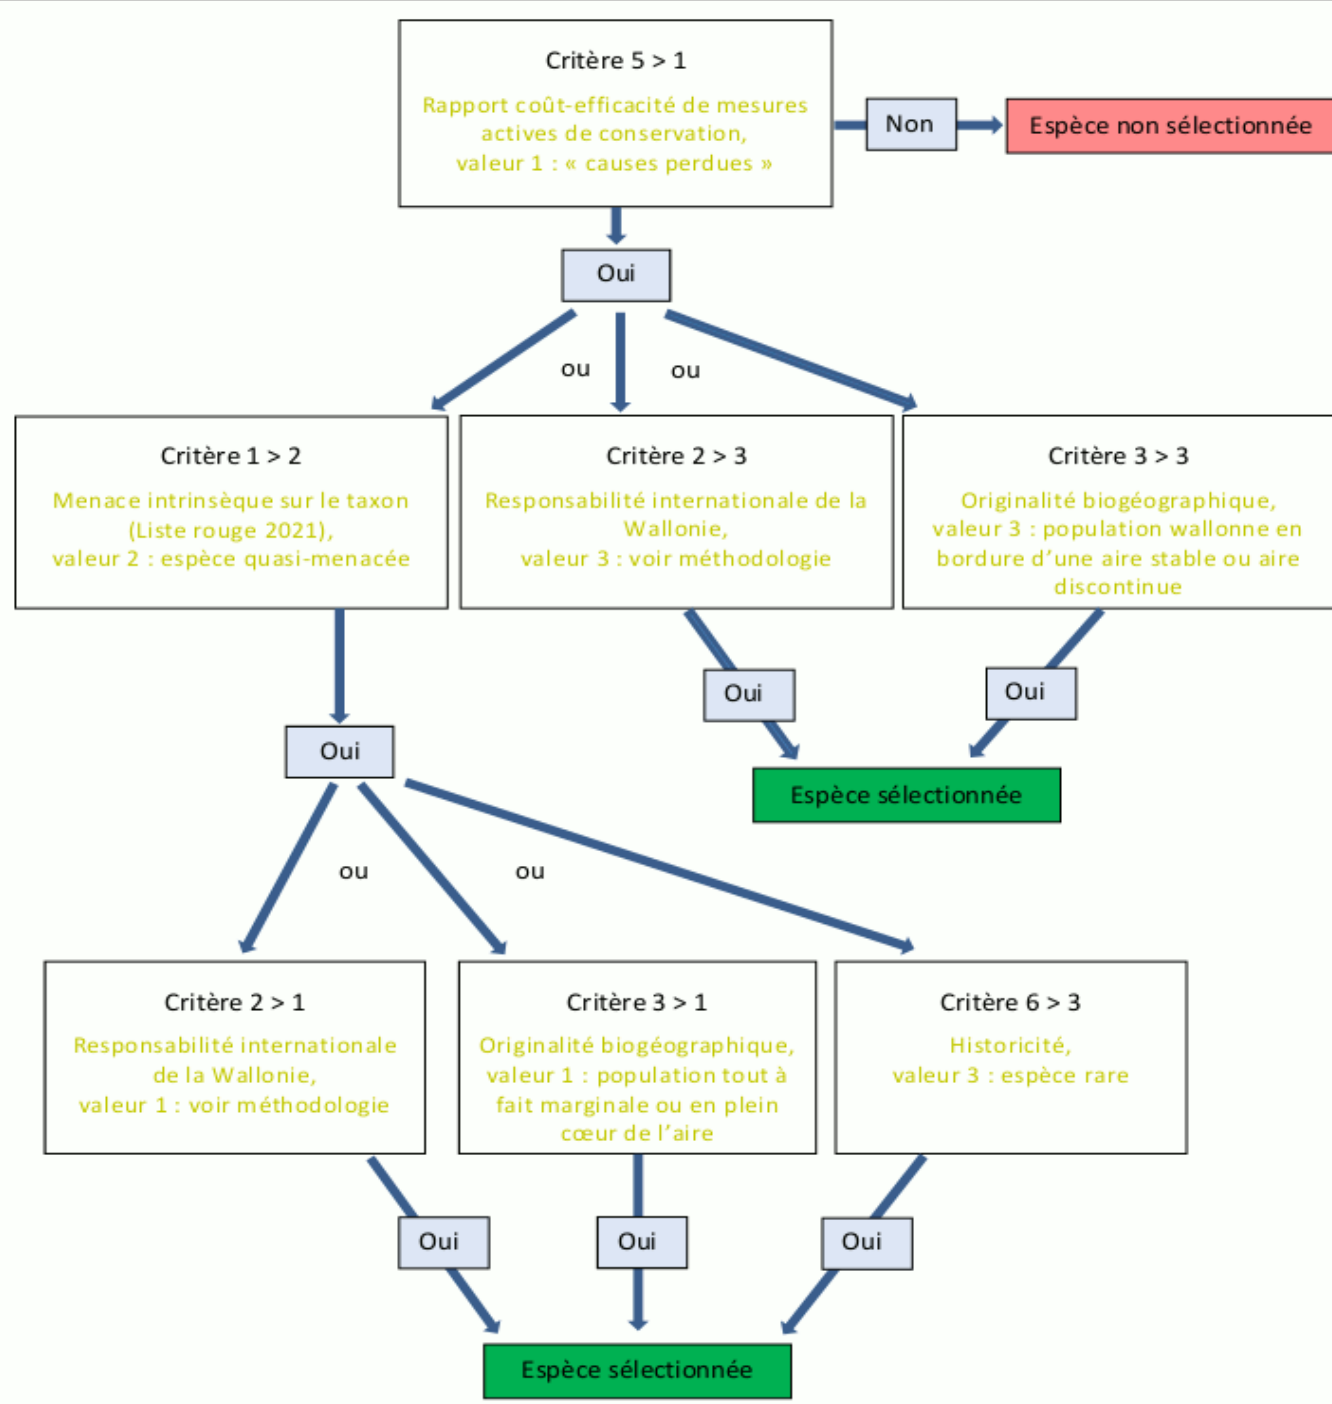 Critère 5 > 1
Rapport coût-efficacité de mesures
actives de conservation,
valeur 1 : « causes perdues »
Non
Espèce non sélectionnée
Oui
ou
ou
Critère 1 > 2
Menace intrinsèque sur le taxon
(Liste rouge 2021),
valeur 2 : espèce quasi-menacée
Critère 2 > 3
Responsabilité internationale de la
Wallonie,
valeur 3 : voir méthodologie
Critère 3 > 3
Originalité biogéographique,
valeur 3 : population wallonne en
bordure d’une aire stable ou aire
discontinue
Oui
Oui
Oui
Espèce sélectionnée
ou
ou
Critère 2 > 1
Responsabilité internationale
de la Wallonie,
valeur 1 : voir méthodologie
Critère 3 > 1
Originalité biogéographique,
valeur 1 : population tout à
fait marginale ou en plein
cœur de l’aire
Critère 6 > 3
Historicité,
valeur 3 : espèce rare
Oui
Oui
Oui
Espèce sélectionnée